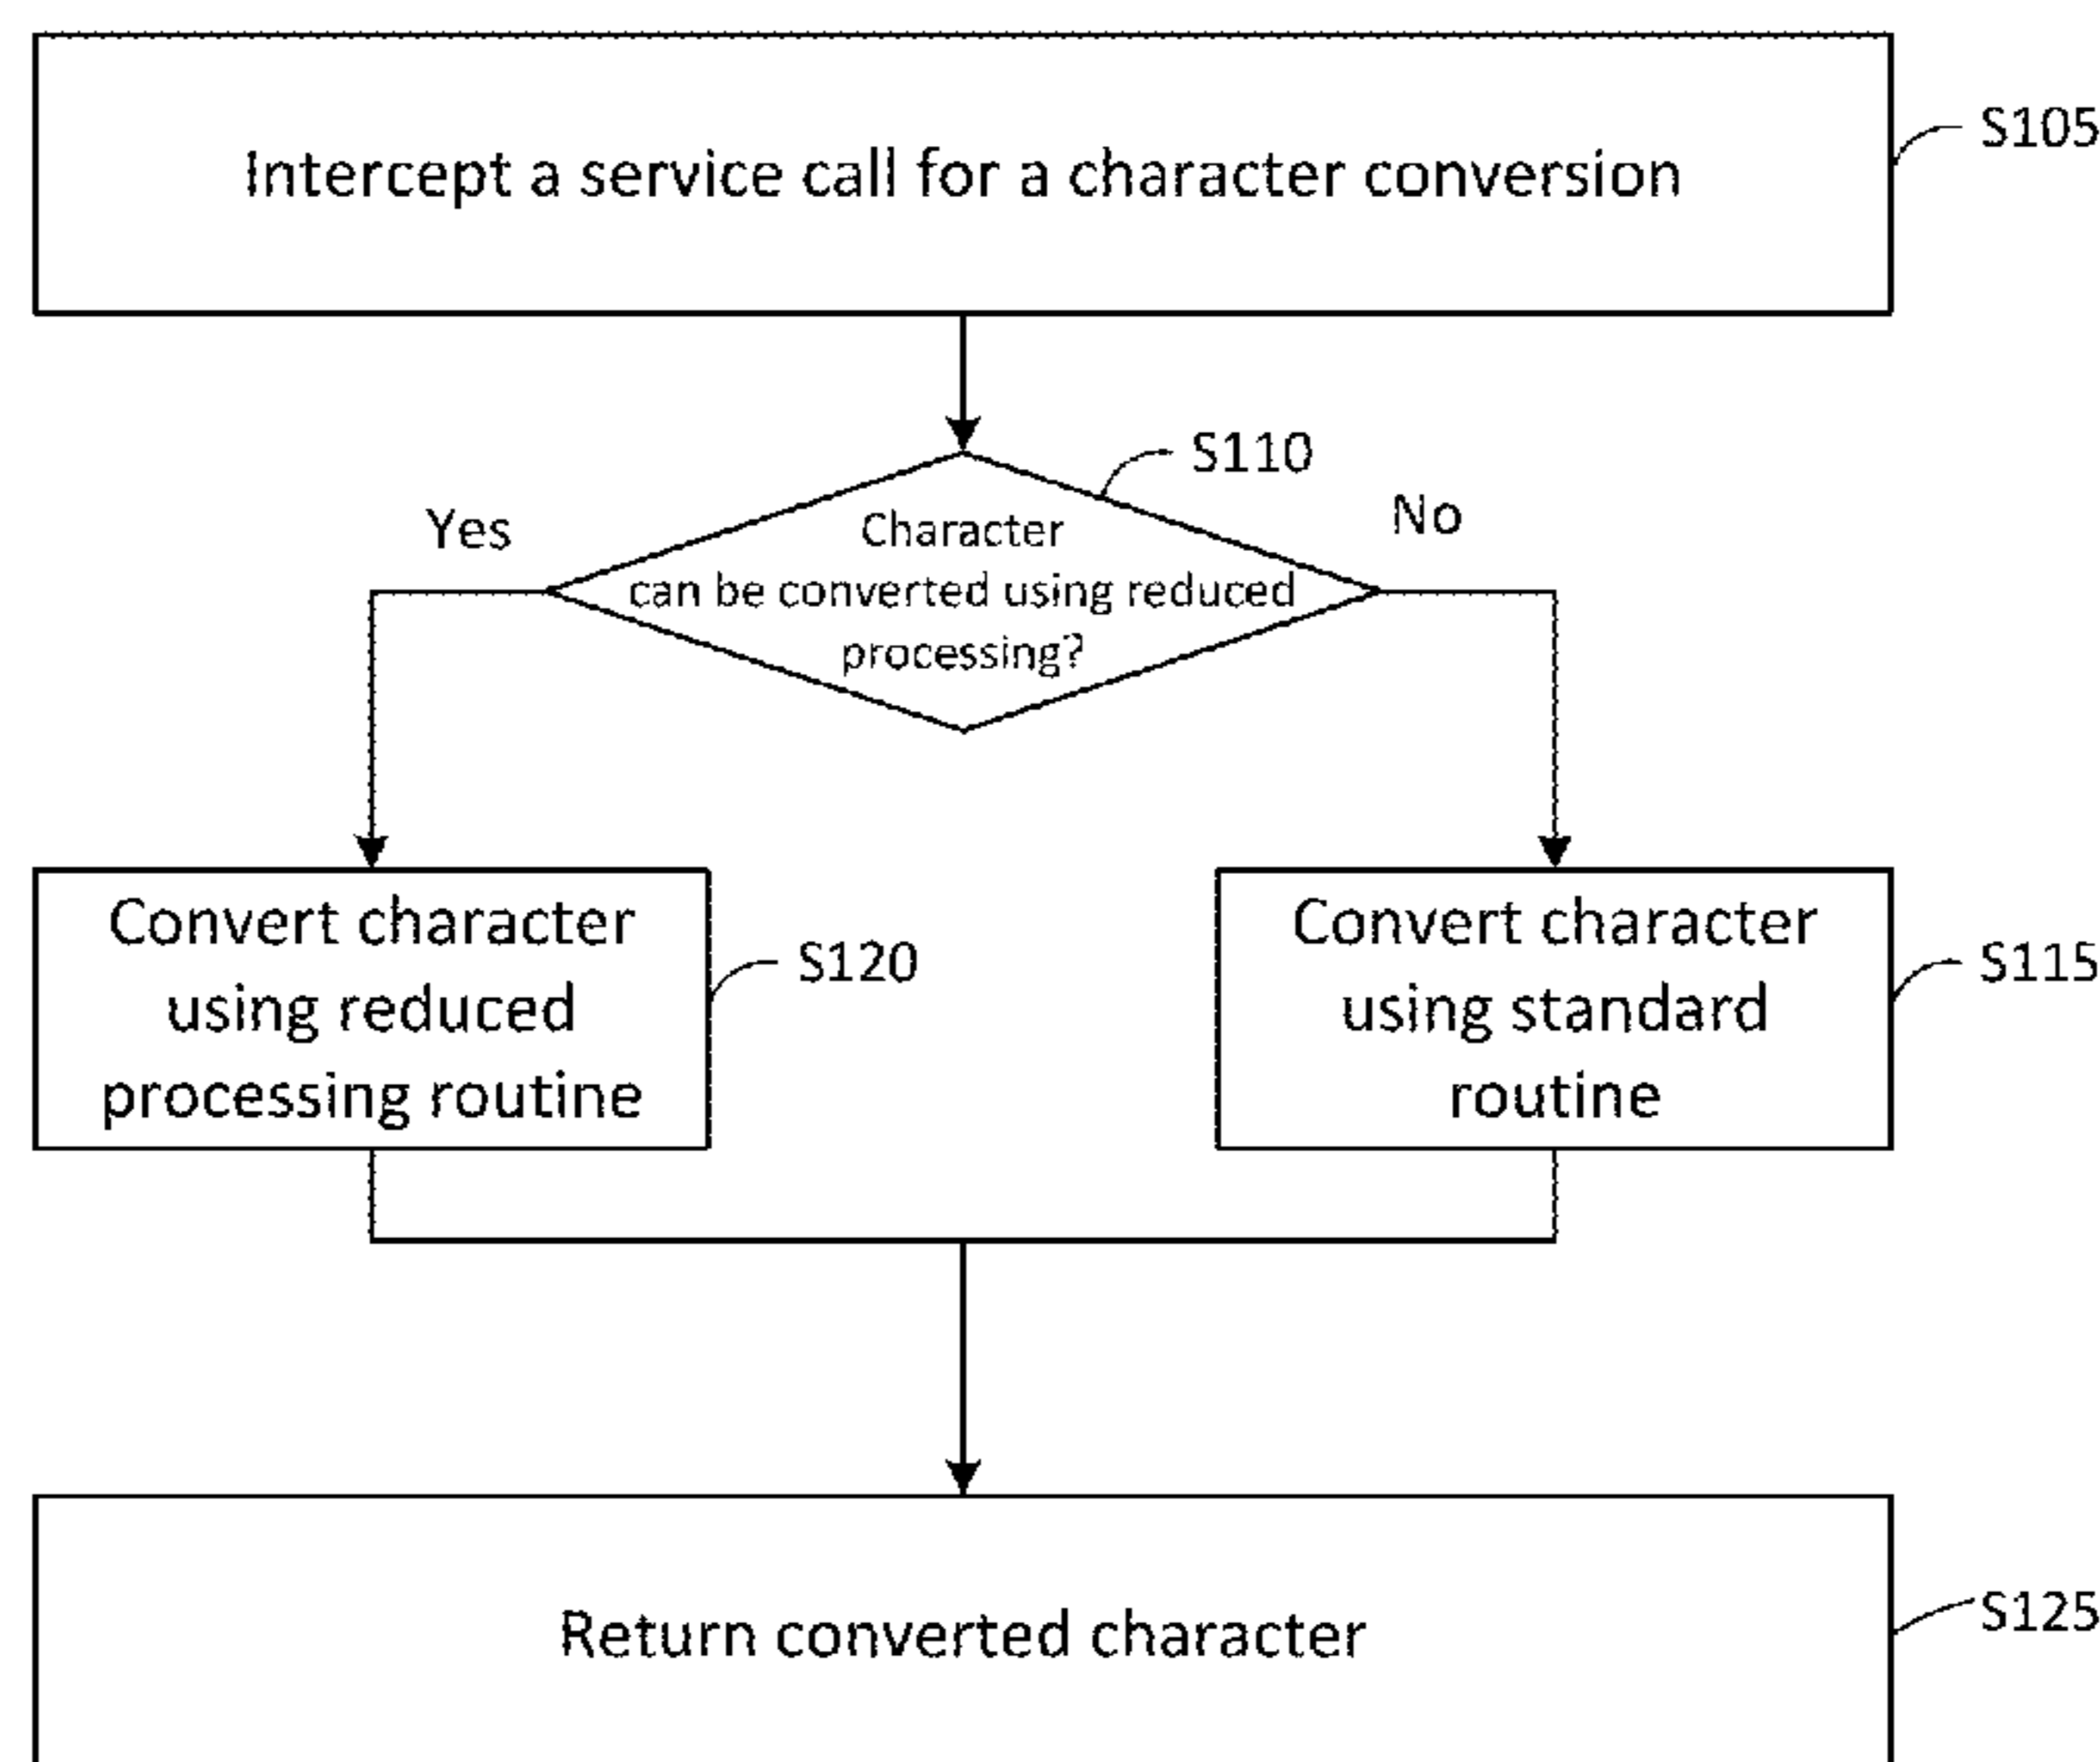 Intercept a service call for a character conversion
S105
S110
Yes
No
Character
can be converted using reduced
processing?
Convert character
using reduced
processing routine
S120
Convert character
using standard
routine
S115
Return converted character
S125